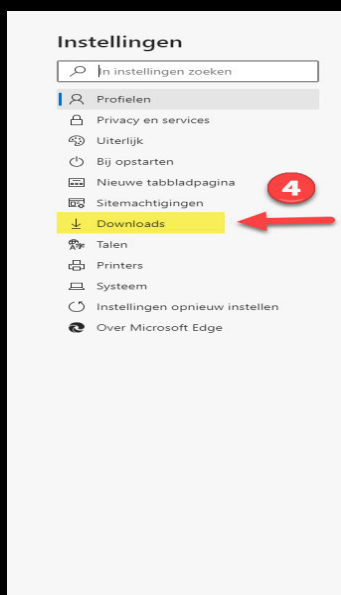 Instellingen
In instellingen zoeken
Profielen
Privacy en services
Uiterlijk
Bij opstarten
Nieuwe tabbladpagina
4
Sitemachtigingen
Downloads
Talen
Printers
Systeem
Instellingen opnieuw instellen
Over Microsoft Edge